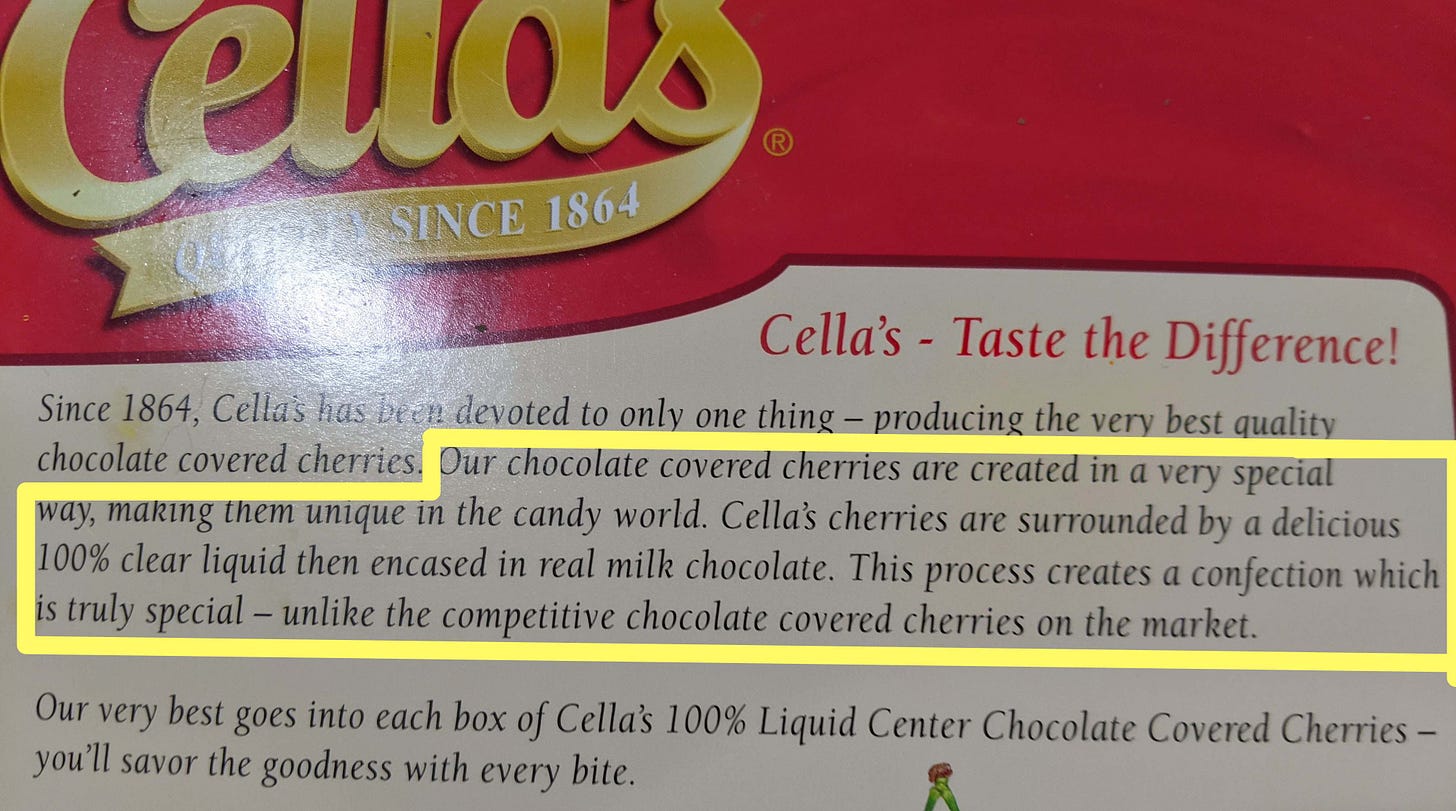 Cella's
®
QUALITY SINCE 1864
Cella's - Taste the Difference!
Since 1864, Cella's has been devoted to only one thing – producing the very best quality
chocolate covered cherries. Our chocolate covered cherries are created in a very special
way, making them unique in the candy world. Cella's cherries are surrounded by a delicious
100% clear liquid then encased in real milk chocolate. This process creates a confection which
is truly special – unlike the competitive chocolate covered cherries on the market.
Our very best goes into each box of Cella's 100% Liquid Center Chocolate Covered Cherries –
you'll savor the goodness with every bite.